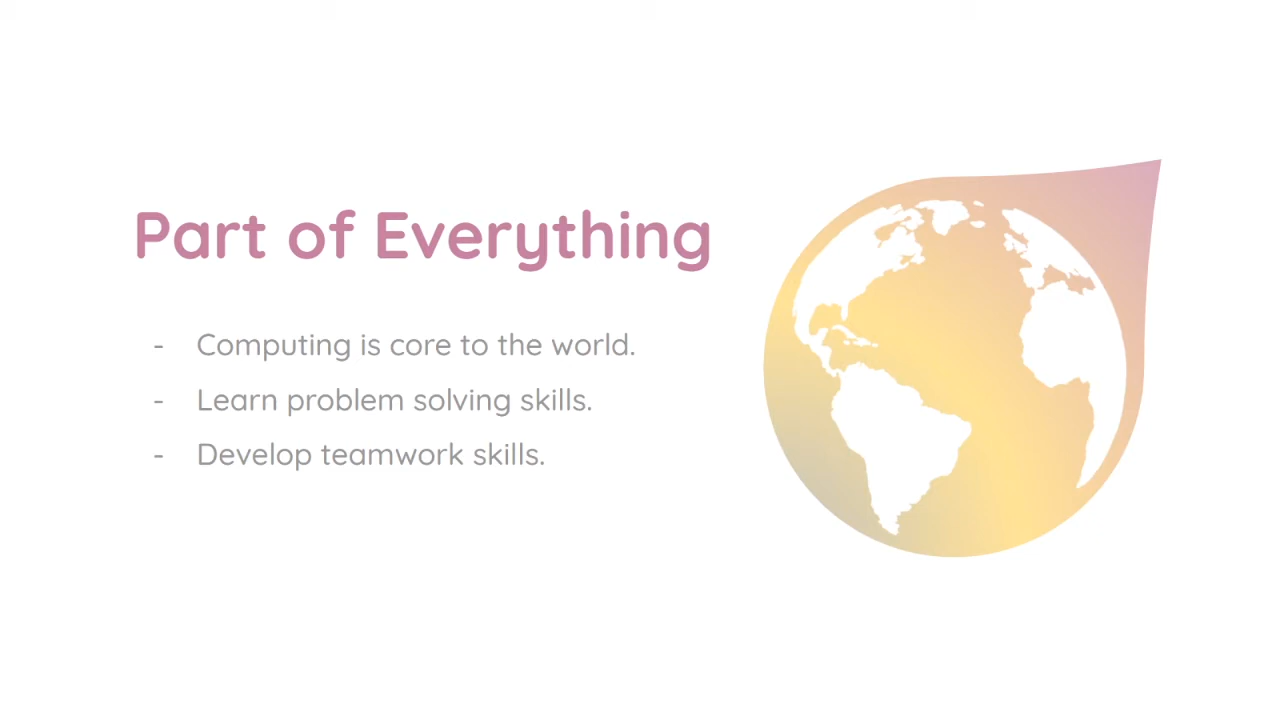 Part of Everything
- Computing is core to the world.
- Learn problem solving skills.
- Develop teamwork skills.